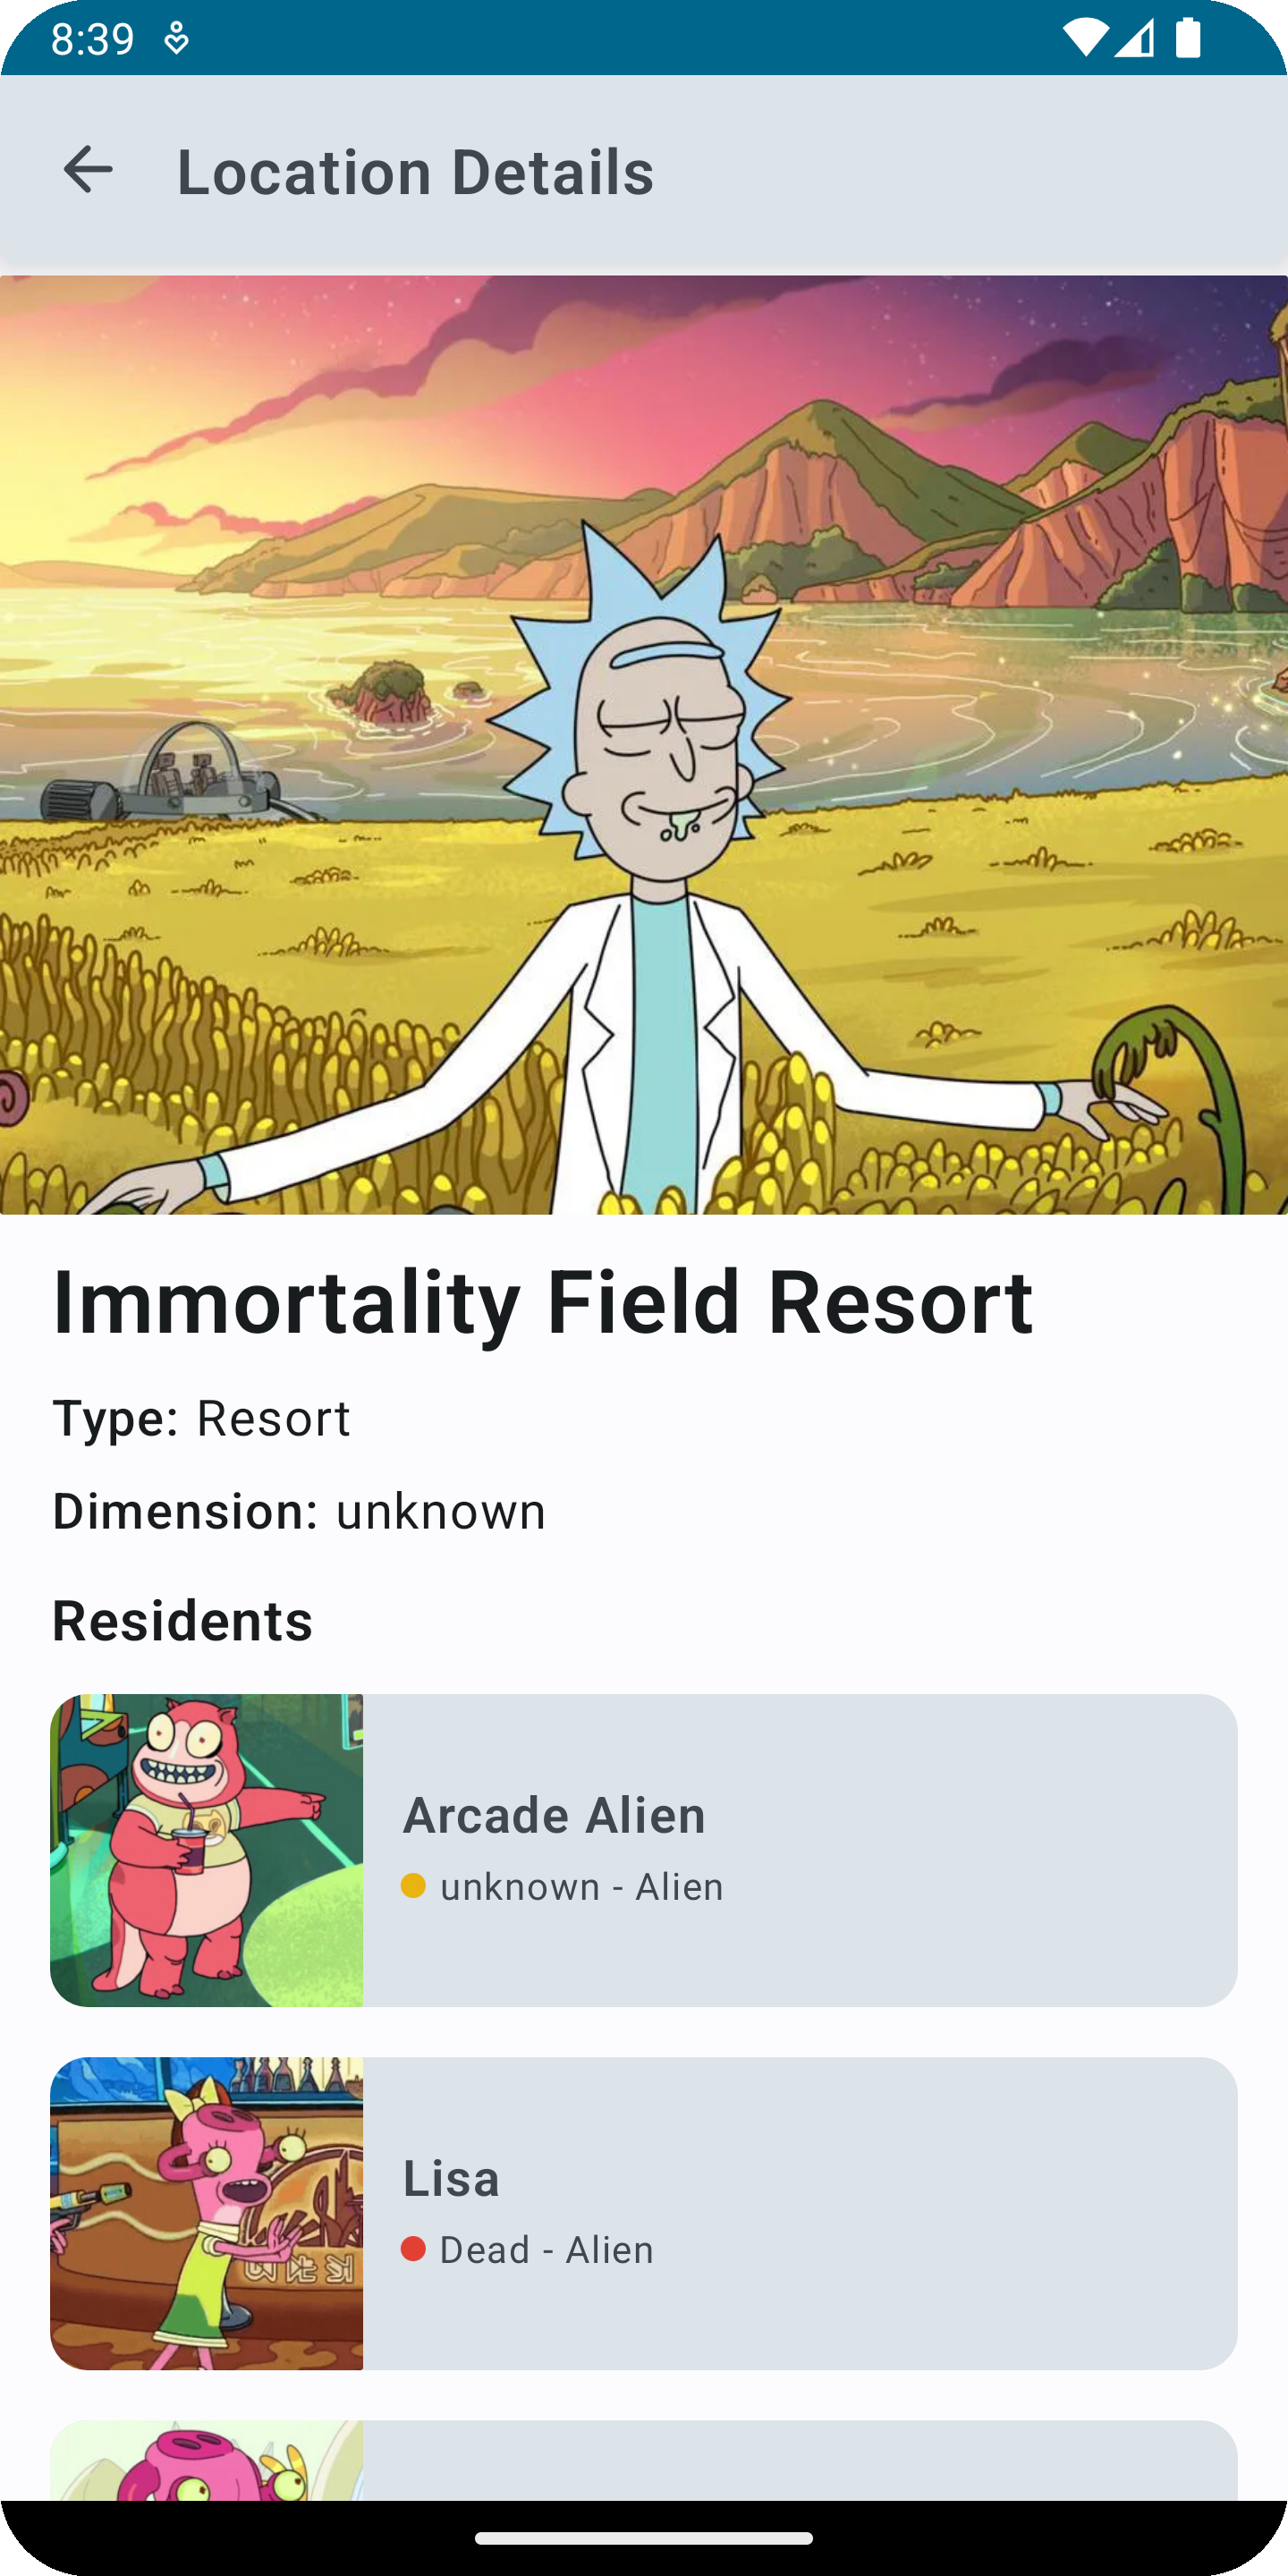 8:39
Location Details
Immortality Field Resort
Type: Resort
Dimension: unknown
Residents
Arcade Alien
unknown - Alien
Lisa
Dead - Alien